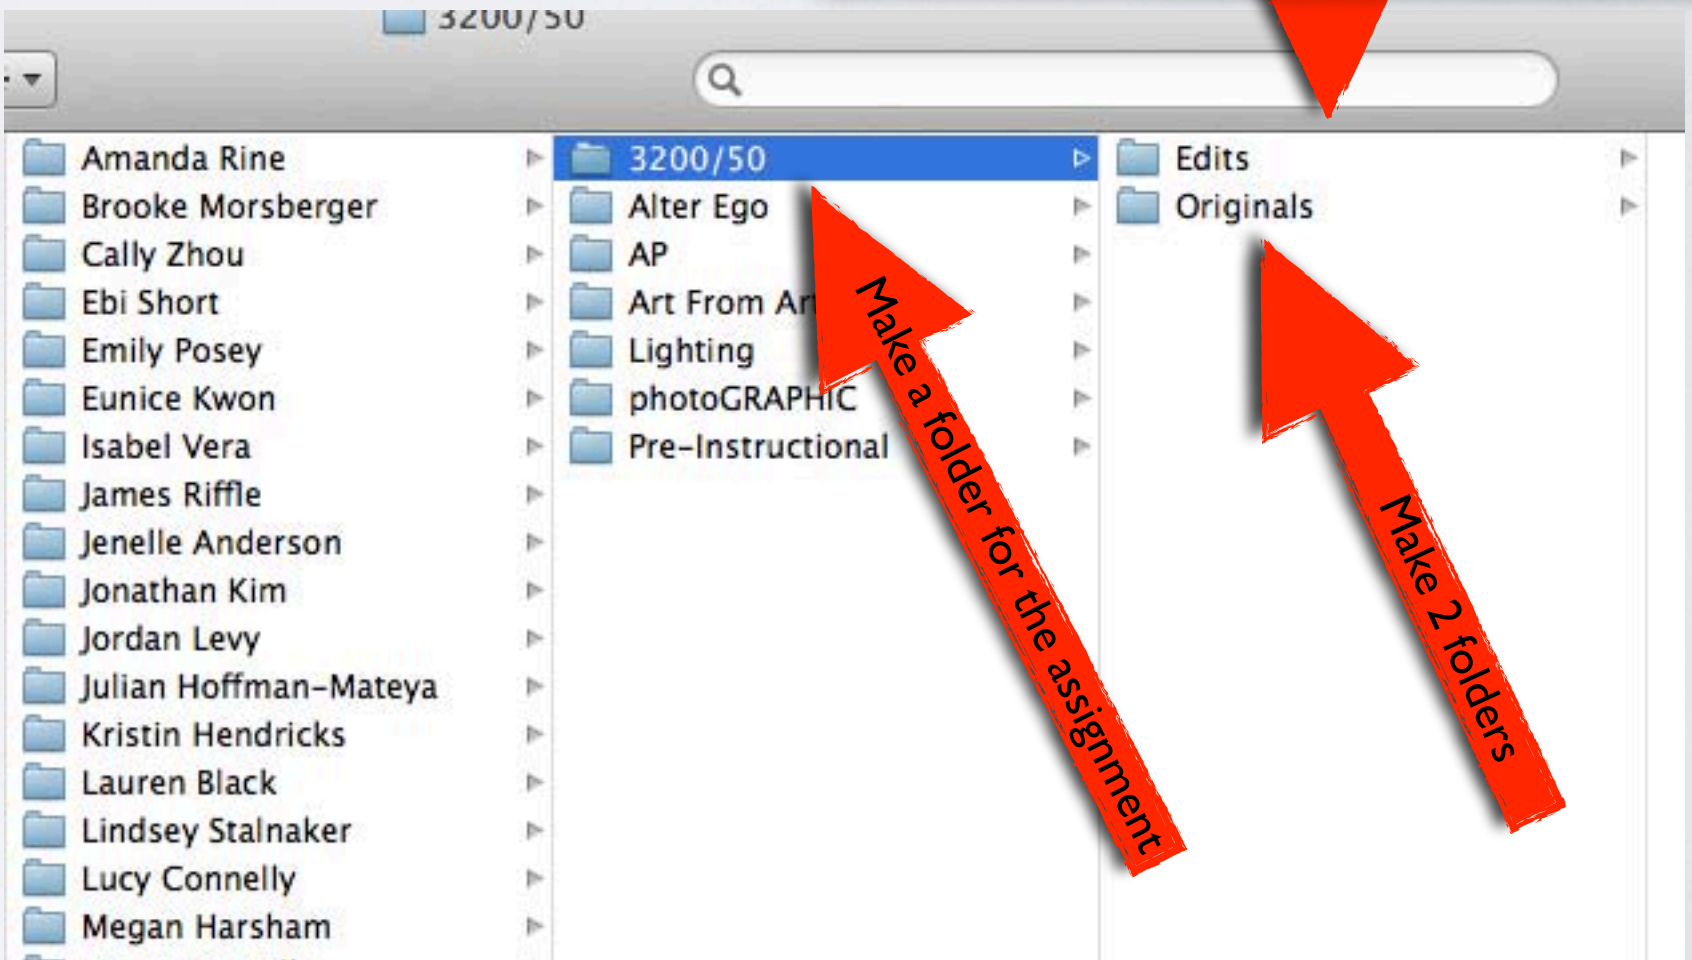 3200/50
Amanda Rine
Brooke Morsberger
Cally Zhou
Ebi Short
Emily Posey
Eunice Kwon
Isabel Vera
James Riffle
Jenelle Anderson
Jonathan Kim
Jordan Levy
Julian Hoffman-Mateya
Kristin Hendricks
Lauren Black
Lindsey Stalnaker
Lucy Connelly
Megan Harsham
3200/50
Alter Ego
AP
Art From
Lighting
photoGRAPHIC
Pre-Instructional
Edits
Originals
Make a folder for the assignment
Make 2 folders